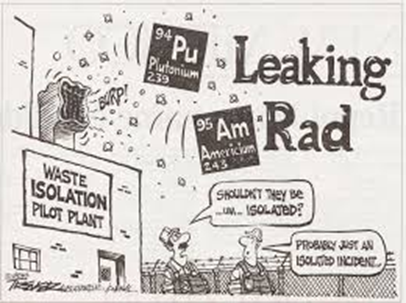 94
Pu
Plutonium
239
Leaking
Rad
BURP!
95 Am
Americium
243
WASTE
ISOLATION
PILOT PLANT
SHOULDN'T THEY BE
...UM... ISOLATED?
PROBABLY JUST AN
ISOLATED INCIDENT...